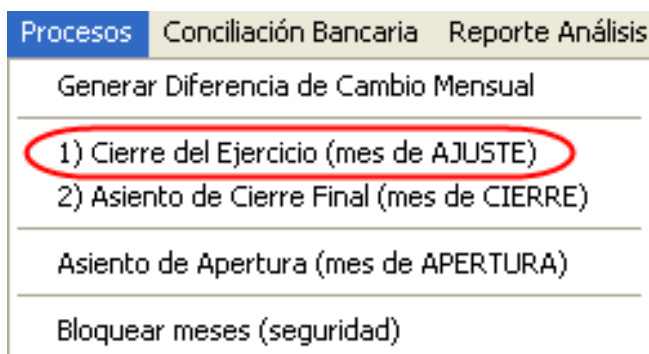 Procesos Conciliación Bancaria Reporte Análisis
Generar Diferencia de Cambio Mensual
1) Cierre del Ejercicio (mes de AJUSTE)
2) Asiento de Cierre Final (mes de CIERRE)
Asiento de Apertura (mes de APERTURA)
Bloquear meses (seguridad)